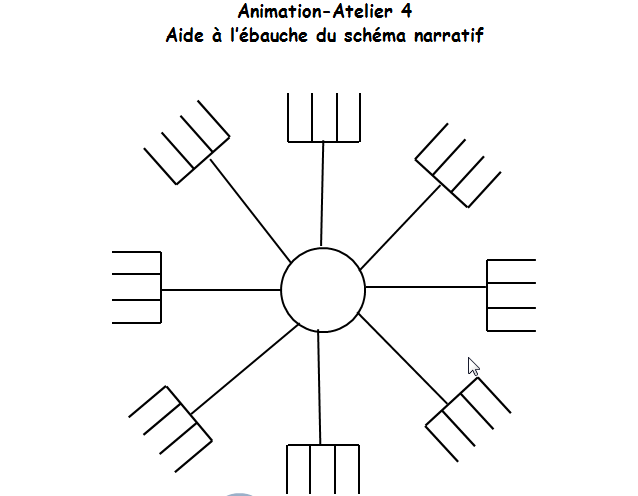 Animation-Atelier 4
Aide à l'ébauche du schéma narratif